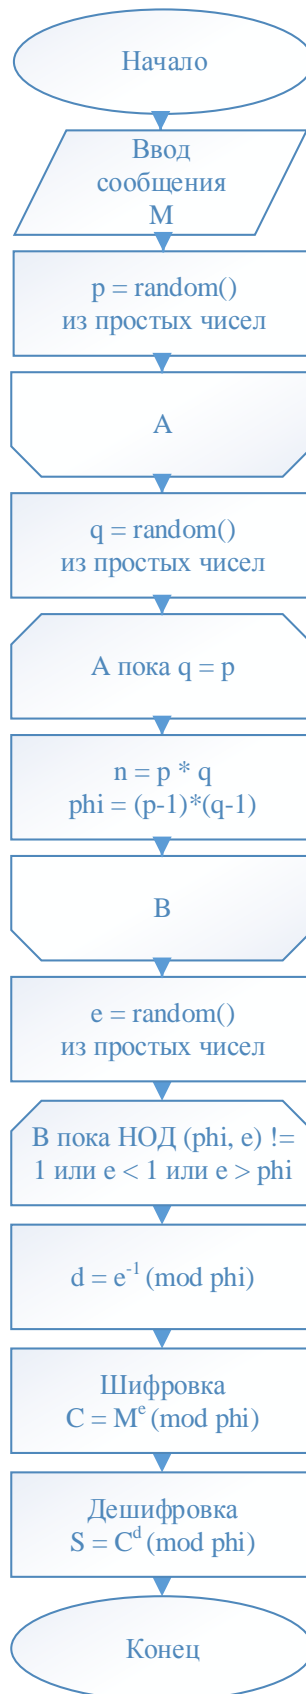 Начало
Ввод
сообщения
М
p = random()
из простых чисел
А
q = random()
из простых чисел
А пока q = p
n = p * q
phi = (p-1)*(q-1)
В
e = random()
из простых чисел
В пока НОД (phi, e) !=
1 или e < 1 или e > phi
d = e⁻¹ (mod phi)
Шифровка
C = Mᵉ (mod phi)
Дешифровка
S = Cᵈ (mod phi)
Конец